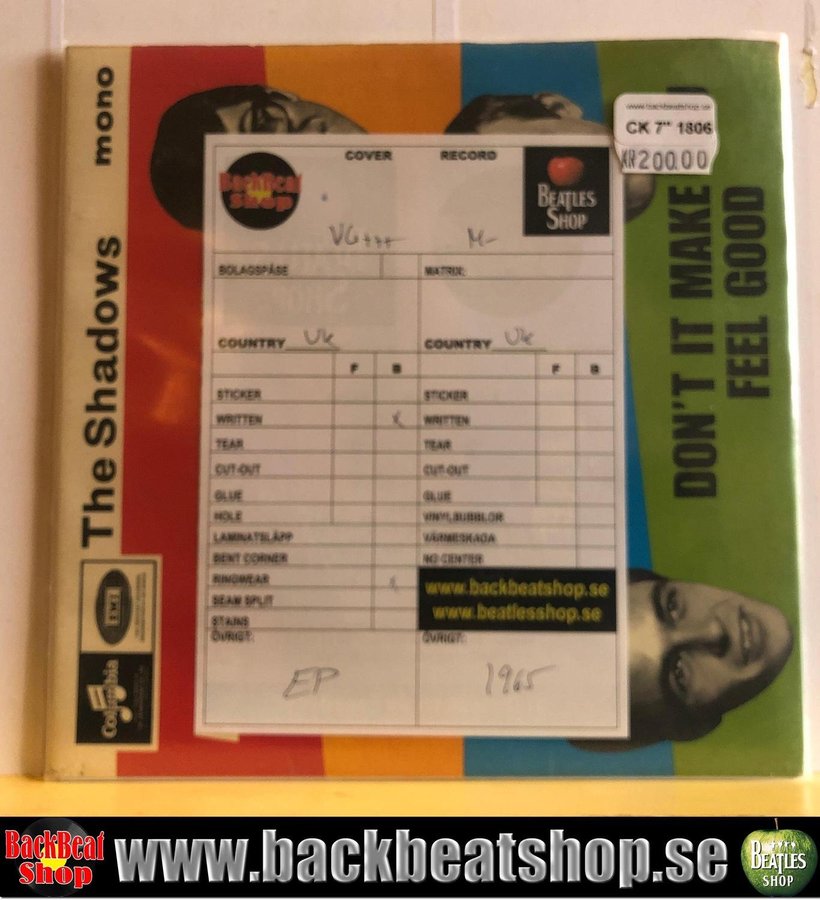 The Shadows mono
DON'T IT MAKE
FEEL GOOD
EMI
Columbia
www.backbeatshop.se
CK 7" 1806
KR200.00
BackBeat
Shop
COVER RECORD
BEATLES
SHOP
VG+++ M-
BOLAGSPÅSE MATRIX:
COUNTRY UK COUNTRY UK
F B F B
STICKER STICKER
WRITTEN x WRITTEN
TEAR TEAR
CUT-OUT CUT-OUT
GLUE GLUE
HOLE VINYLBUBBLOR
LAMINATSLÄPP VÄRMESKADA
BENT CORNER NO CENTER
RINGWEAR
SEAM SPLIT
STAINS
www.backbeatshop.se
www.beatlesshop.se
ÖVRIGT: ÖVRIGT:
EP 1965
BackBeat
Shop
www.backbeatshop.se
BEATLES
SHOP